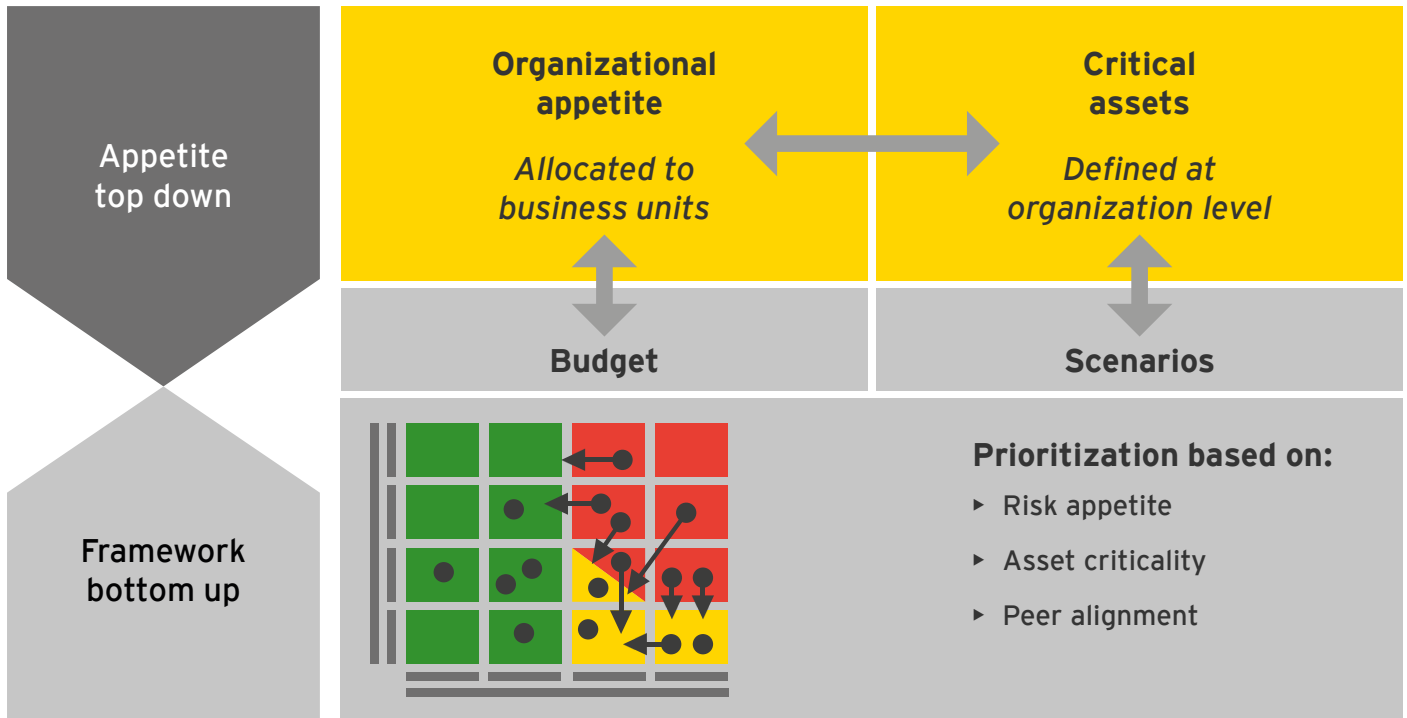 Appetite
top down
Organizational
appetite
Allocated to
business units
Critical
assets
Defined at
organization level
Budget
Scenarios
Framework
bottom up
Prioritization based on:
▸ Risk appetite
▸ Asset criticality
▸ Peer alignment